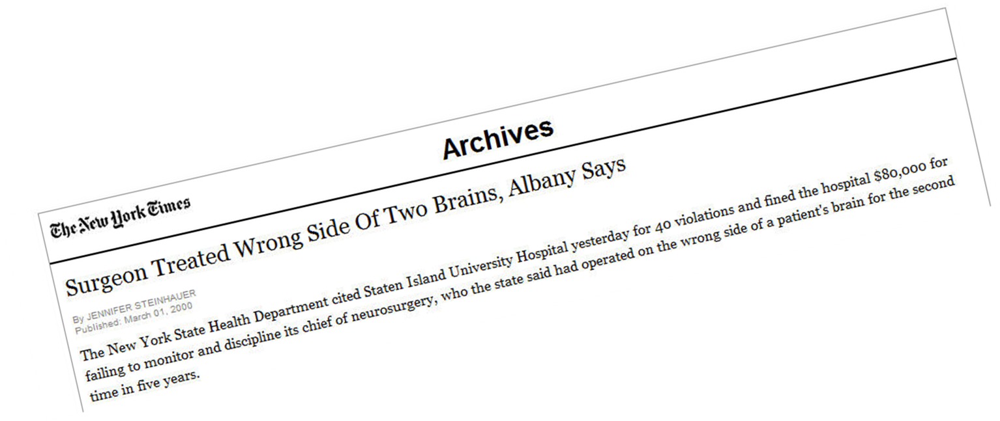 Archives
The New York Times
Surgeon Treated Wrong Side Of Two Brains, Albany Says
By JENNIFER STEINHAUER
Published: March 01, 2000
The New York State Health Department cited Staten Island University Hospital yesterday for 40 violations and fined the hospital $80,000 for
failing to monitor and discipline its chief of neurosurgery, who the state said had operated on the wrong side of a patient's brain for the second
time in five years.